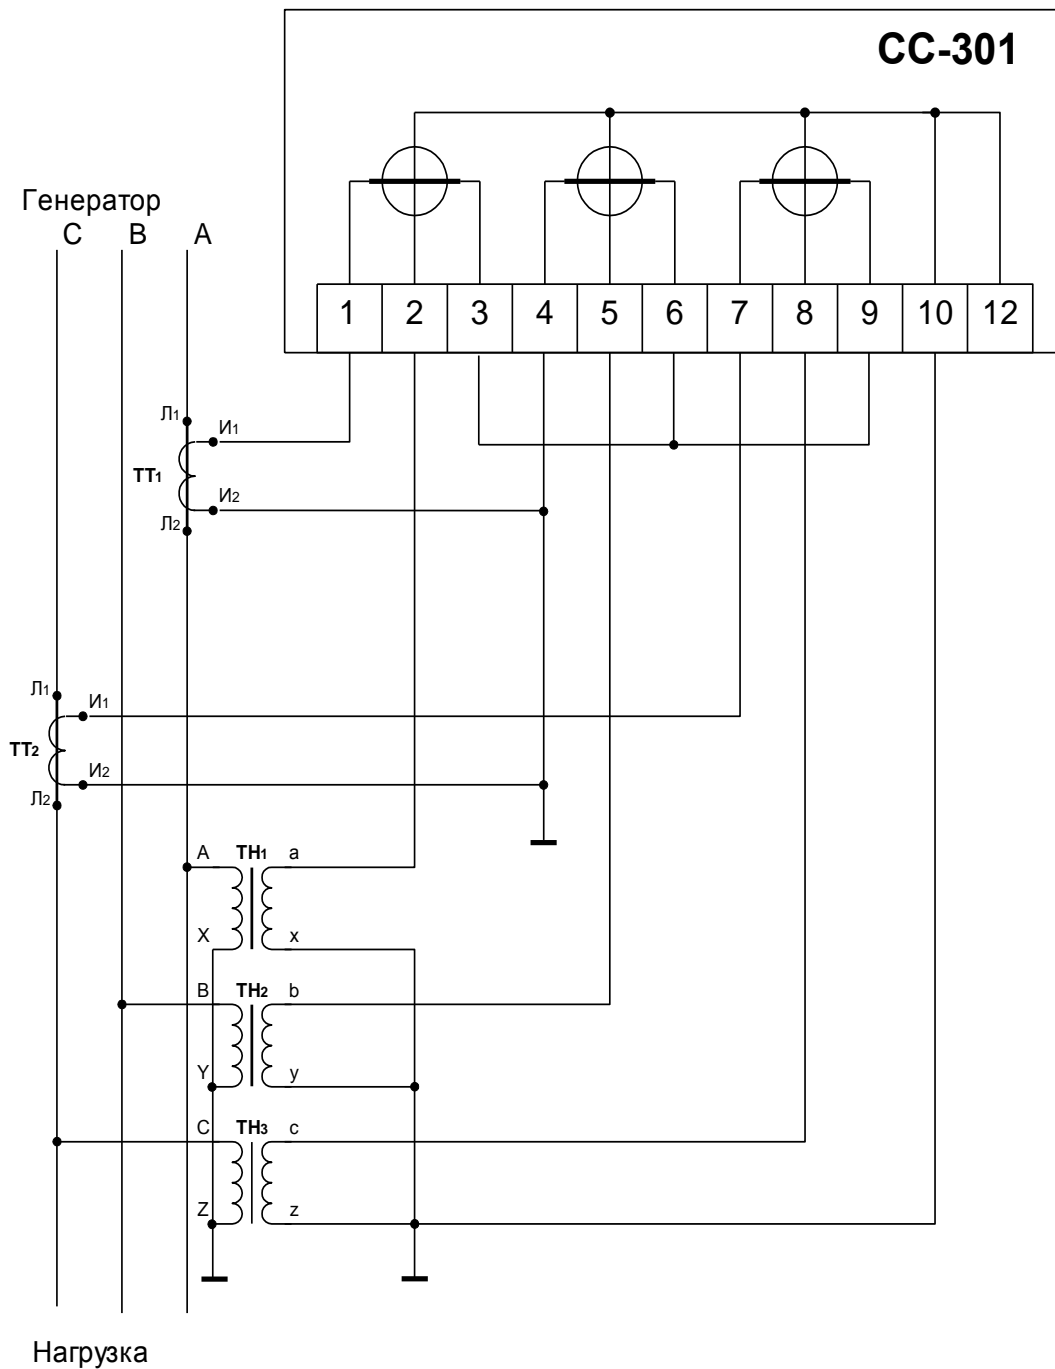 СС-301
Генератор
С В А
1 2 3 4 5 6 7 8 9 10 12
Л1
И1
ТТ1
И2
Л2
Л1
И1
ТТ2
И2
Л2
A ТН1 a
X x
B ТН2 b
Y y
C ТН3 c
Z z
Нагрузка